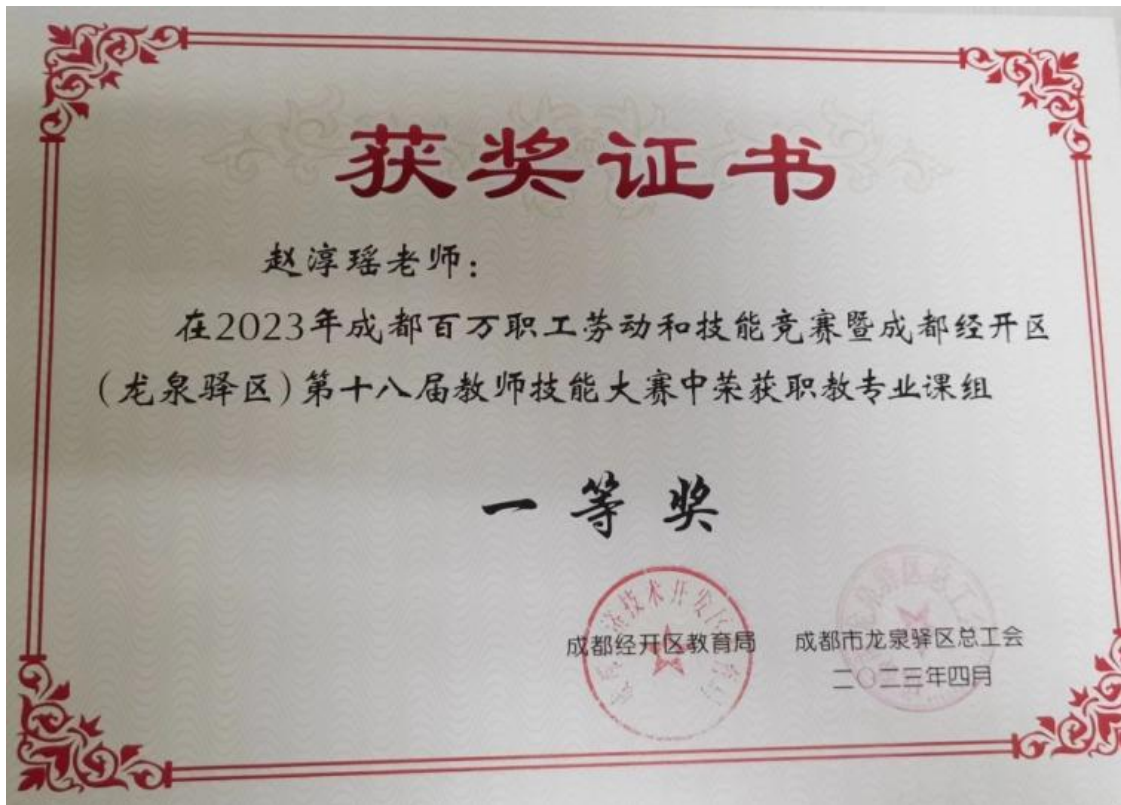 获奖证书
赵淳瑶老师:
在2023年成都百万职工劳动和技能竞赛暨成都经开区
(龙泉驿区)第十八届教师技能大赛中荣获职教专业课组
一等奖
成都经开区教育局 成都市龙泉驿区总工会
二〇二三年四月